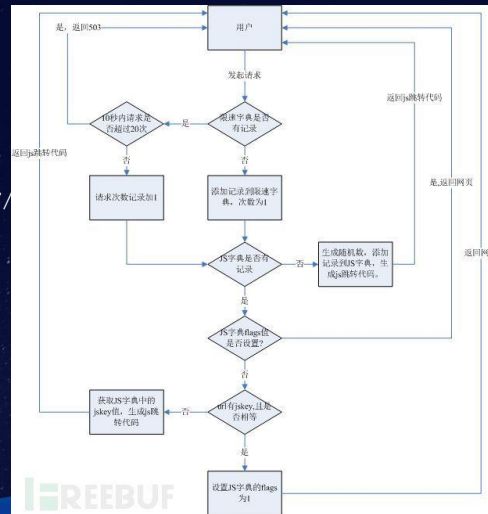 用户
是，返回503
发起请求
返回js跳转代码
10秒内请求是
否超过20次
是
限速字典是否
有记录
返回js跳转代码
否
否
是,返回网页
请求次数记录加1
添加记录到限速字
典，次数为1
返回网
JS字典是否有
记录
否
生成随机数，添加
记录到JS字典，生
成js跳转代码。
是
JS字典flags值
是否设置?
否
获取JS字典中的
jskey值，生成js跳
转代码
否
url有jskey,且是
否相等
是
设置JS字典的flags
为1
REEBUF